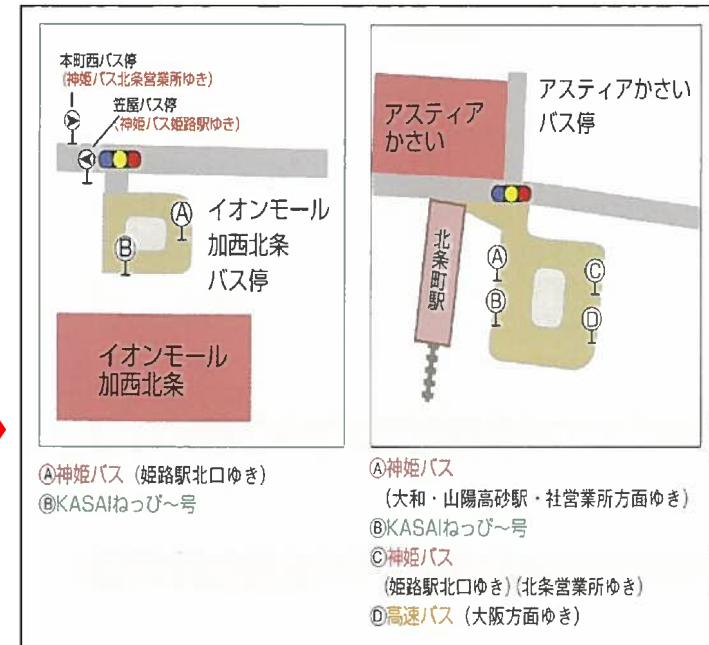 本町西バス停
(神姫バス北条営業所ゆき)
笠屋バス停
(神姫バス姫路駅ゆき)
Ⓐ イオンモール
Ⓑ 加西北条
バス停
イオンモール
加西北条
Ⓐ神姫バス (姫路駅北口ゆき)
ⒷKASAIねっぴ～号
アスティア
かさい
アスティアかさい
バス停
北条町駅
Ⓐ
Ⓑ
Ⓒ
Ⓓ
Ⓐ神姫バス
(大和・山陽高砂駅・社営業所方面ゆき)
ⒷKASAIねっぴ～号
Ⓒ神姫バス
(姫路駅北口ゆき)(北条営業所ゆき)
Ⓓ高速バス (大阪方面ゆき)